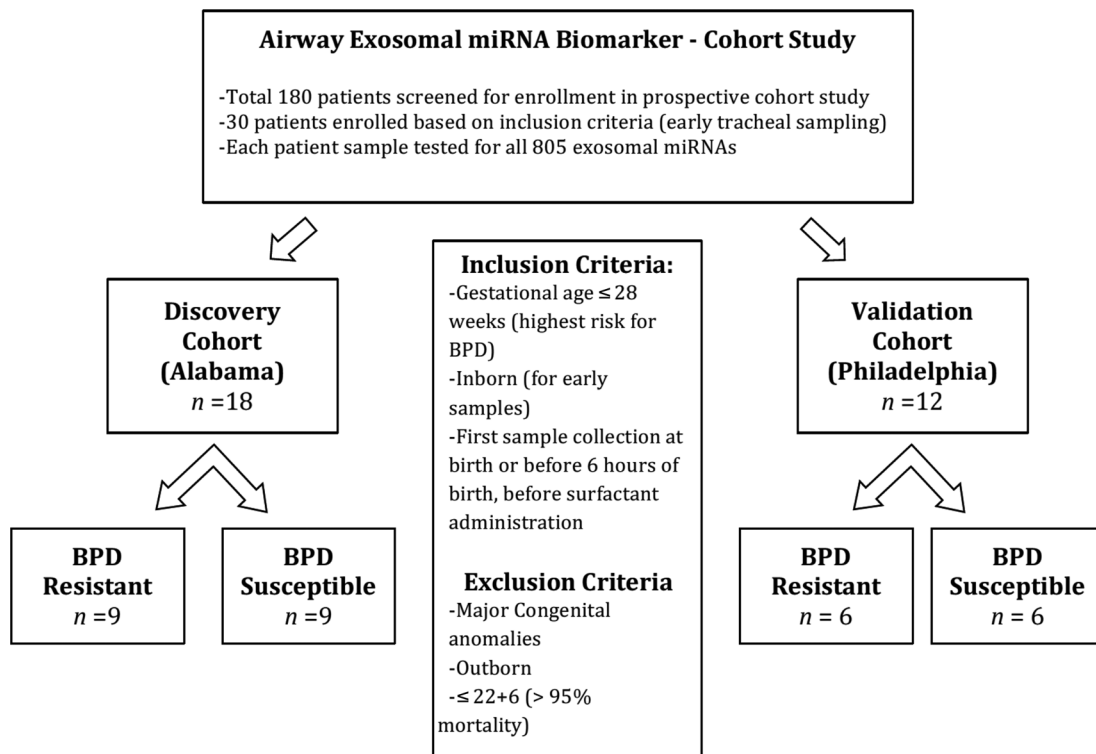 Airway Exosomal miRNA Biomarker - Cohort Study
-Total 180 patients screened for enrollment in prospective cohort study
-30 patients enrolled based on inclusion criteria (early tracheal sampling)
-Each patient sample tested for all 805 exosomal miRNAs
Discovery
Cohort
(Alabama)
n =18
BPD
Resistant
n =9
BPD
Susceptible
n =9
Inclusion Criteria:
-Gestational age ≤ 28
weeks (highest risk for
BPD)
-Inborn (for early
samples)
-First sample collection at
birth or before 6 hours of
birth, before surfactant
administration
Exclusion Criteria
-Major Congenital
anomalies
-Outborn
-≤ 22+6 (> 95%
mortality)
Validation
Cohort
(Philadelphia)
n =12
BPD
Resistant
n = 6
BPD
Susceptible
n = 6